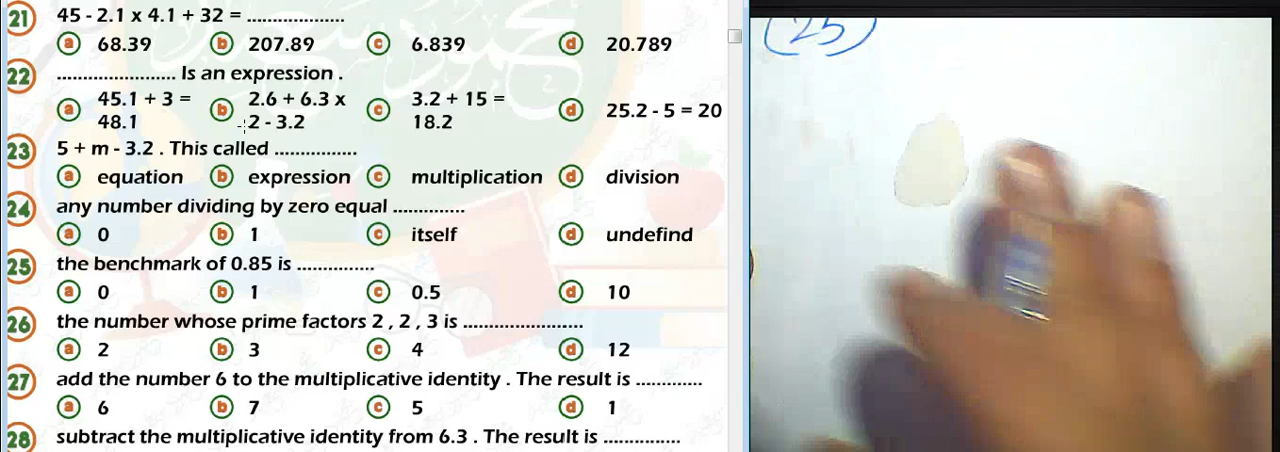 21 45 - 2.1 x 4.1 + 32 = ...................
a 68.39 b 207.89 c 6.839 d 20.789
22 ....................... Is an expression .
a 45.1 + 3 = 48.1 b 2.6 + 6.3 x 2 - 3.2 c 3.2 + 15 = 18.2 d 25.2 - 5 = 20
23 5 + m - 3.2 . This called ................
a equation b expression c multiplication d division
24 any number dividing by zero equal ..............
a 0 b 1 c itself d undefind
25 the benchmark of 0.85 is ...............
a 0 b 1 c 0.5 d 10
26 the number whose prime factors 2 , 2 , 3 is .......................
a 2 b 3 c 4 d 12
27 add the number 6 to the multiplicative identity . The result is .............
a 6 b 7 c 5 d 1
28 subtract the multiplicative identity from 6.3 . The result is ...............
(25)